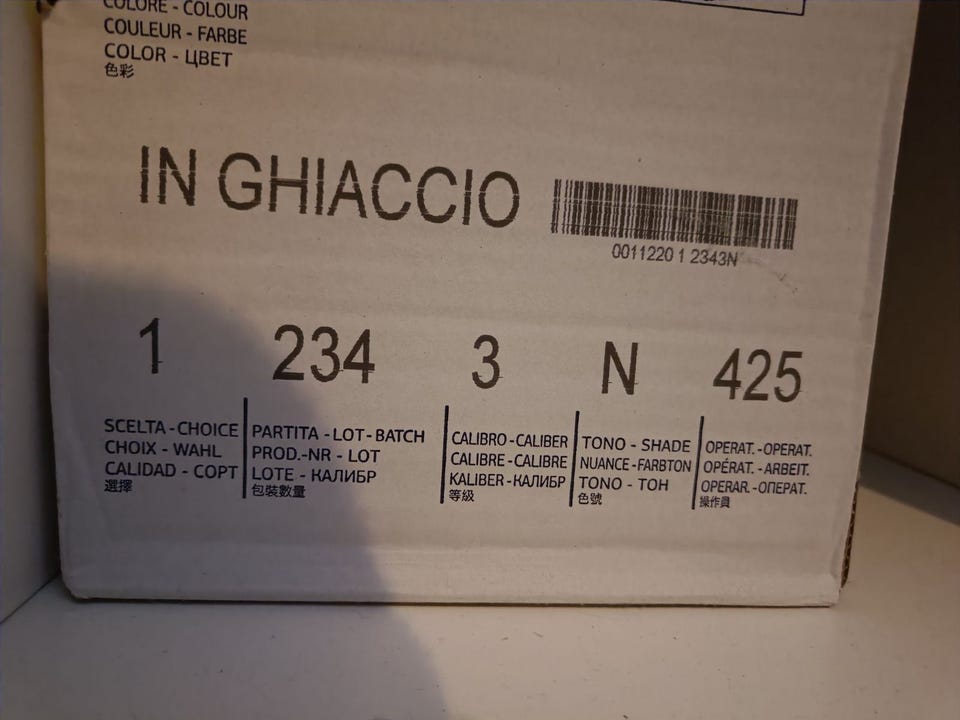 COLORE - COLOUR
COULEUR - FARBE
COLOR - ЦВЕТ
色彩
IN GHIACCIO
0011220 1 2343N
1 234 3 N 425
SCELTA - CHOICE
CHOIX - WAHL
CALIDAD - СОРТ
選擇
PARTITA - LOT - BATCH
PROD.-NR - LOT
LOTE - КАЛИБР
包裝數量
CALIBRO - CALIBER
CALIBRE - CALIBRE
KALIBER - КАЛИБР
等級
TONO - SHADE
NUANCE - FARBTON
TONO - ТОН
色號
OPERAT. - OPERAT.
OPÉRAT. - ARBEIT.
OPERAR. - ОПЕРАТ.
操作員